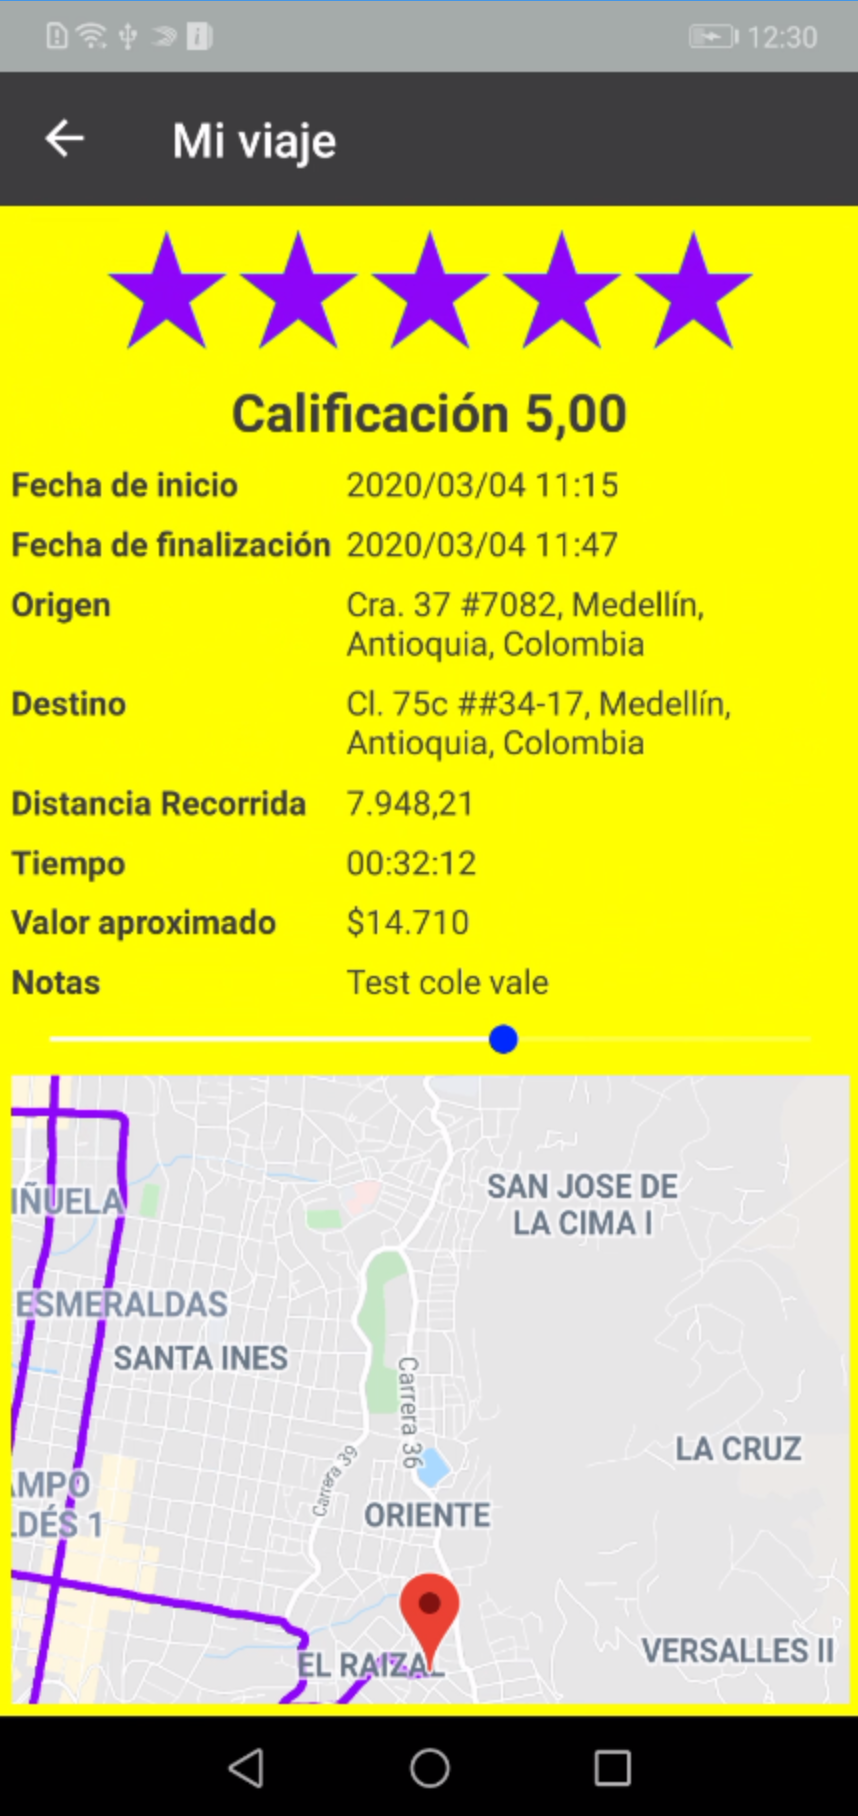 12:30
Mi viaje
Calificación 5,00
Fecha de inicio 2020/03/04 11:15
Fecha de finalización 2020/03/04 11:47
Origen Cra. 37 #7082, Medellín,
Antioquia, Colombia
Destino Cl. 75c ##34-17, Medellín,
Antioquia, Colombia
Distancia Recorrida 7.948,21
Tiempo 00:32:12
Valor aproximado $14.710
Notas Test cole vale
SAN JOSE DE
LA CIMA I
IÑUELA
ESMERALDAS
SANTA INES
Carrera 36
LA CRUZ
Carrera 39
AMPO
LDÉS 1
ORIENTE
VERSALLES II
EL RAIZAL